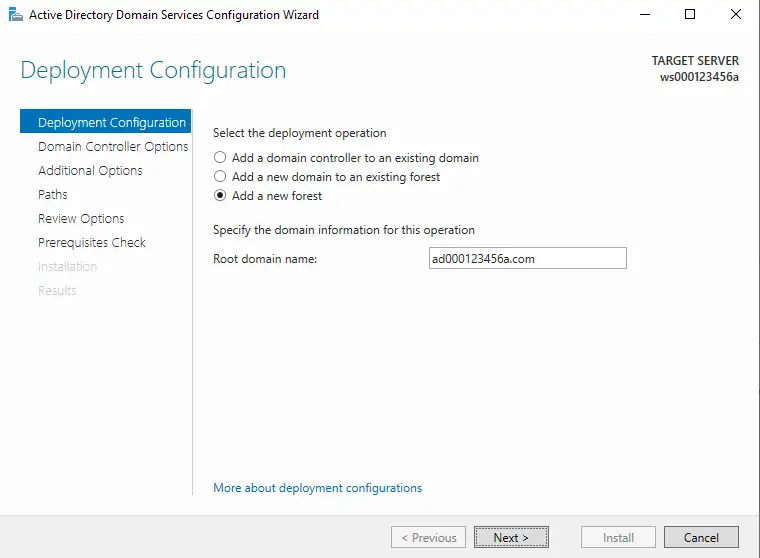 Active Directory Domain Services Configuration Wizard
Deployment Configuration
TARGET SERVER
ws000123456a
Deployment Configuration
Domain Controller Options
Additional Options
Paths
Review Options
Prerequisites Check
Installation
Results
Select the deployment operation
Add a domain controller to an existing domain
Add a new domain to an existing forest
Add a new forest
Specify the domain information for this operation
Root domain name: ad000123456a.com
More about deployment configurations
< Previous Next > Install Cancel